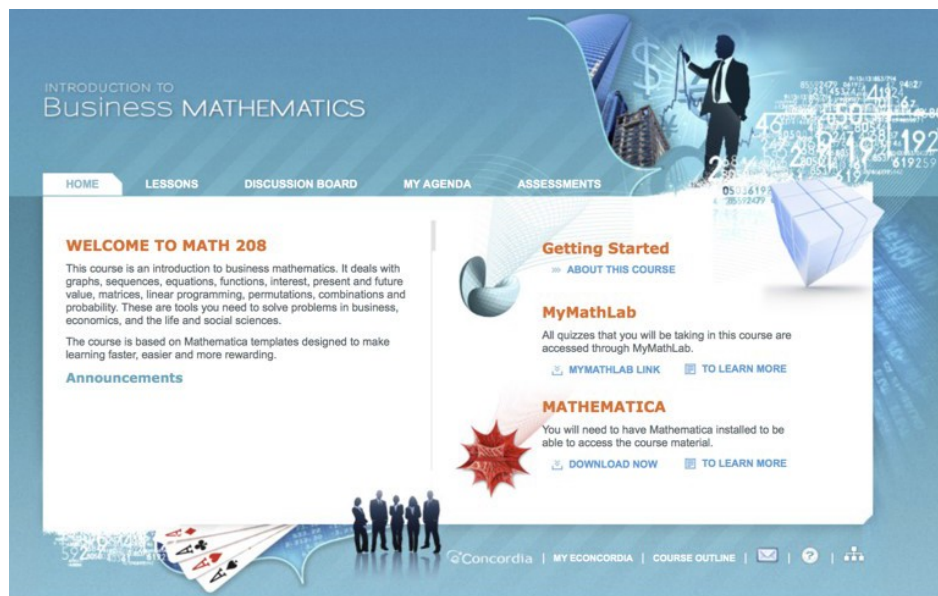 INTRODUCTION TO
Business MATHEMATICS
HOME LESSONS DISCUSSION BOARD MY AGENDA ASSESSMENTS
WELCOME TO MATH 208
This course is an introduction to business mathematics. It deals with
graphs, sequences, equations, functions, interest, present and future
value, matrices, linear programming, permutations, combinations and
probability. These are tools you need to solve problems in business,
economics, and the life and social sciences.
The course is based on Mathematica templates designed to make
learning faster, easier and more rewarding.
Announcements
Getting Started
ABOUT THIS COURSE
MyMathLab
All quizzes that you will be taking in this course are
accessed through MyMathLab.
MYMATHLAB LINK TO LEARN MORE
MATHEMATICA
You will need to have Mathematica installed to be
able to access the course material.
DOWNLOAD NOW TO LEARN MORE
eConcordia | MY ECONCORDIA | COURSE OUTLINE | | ? |